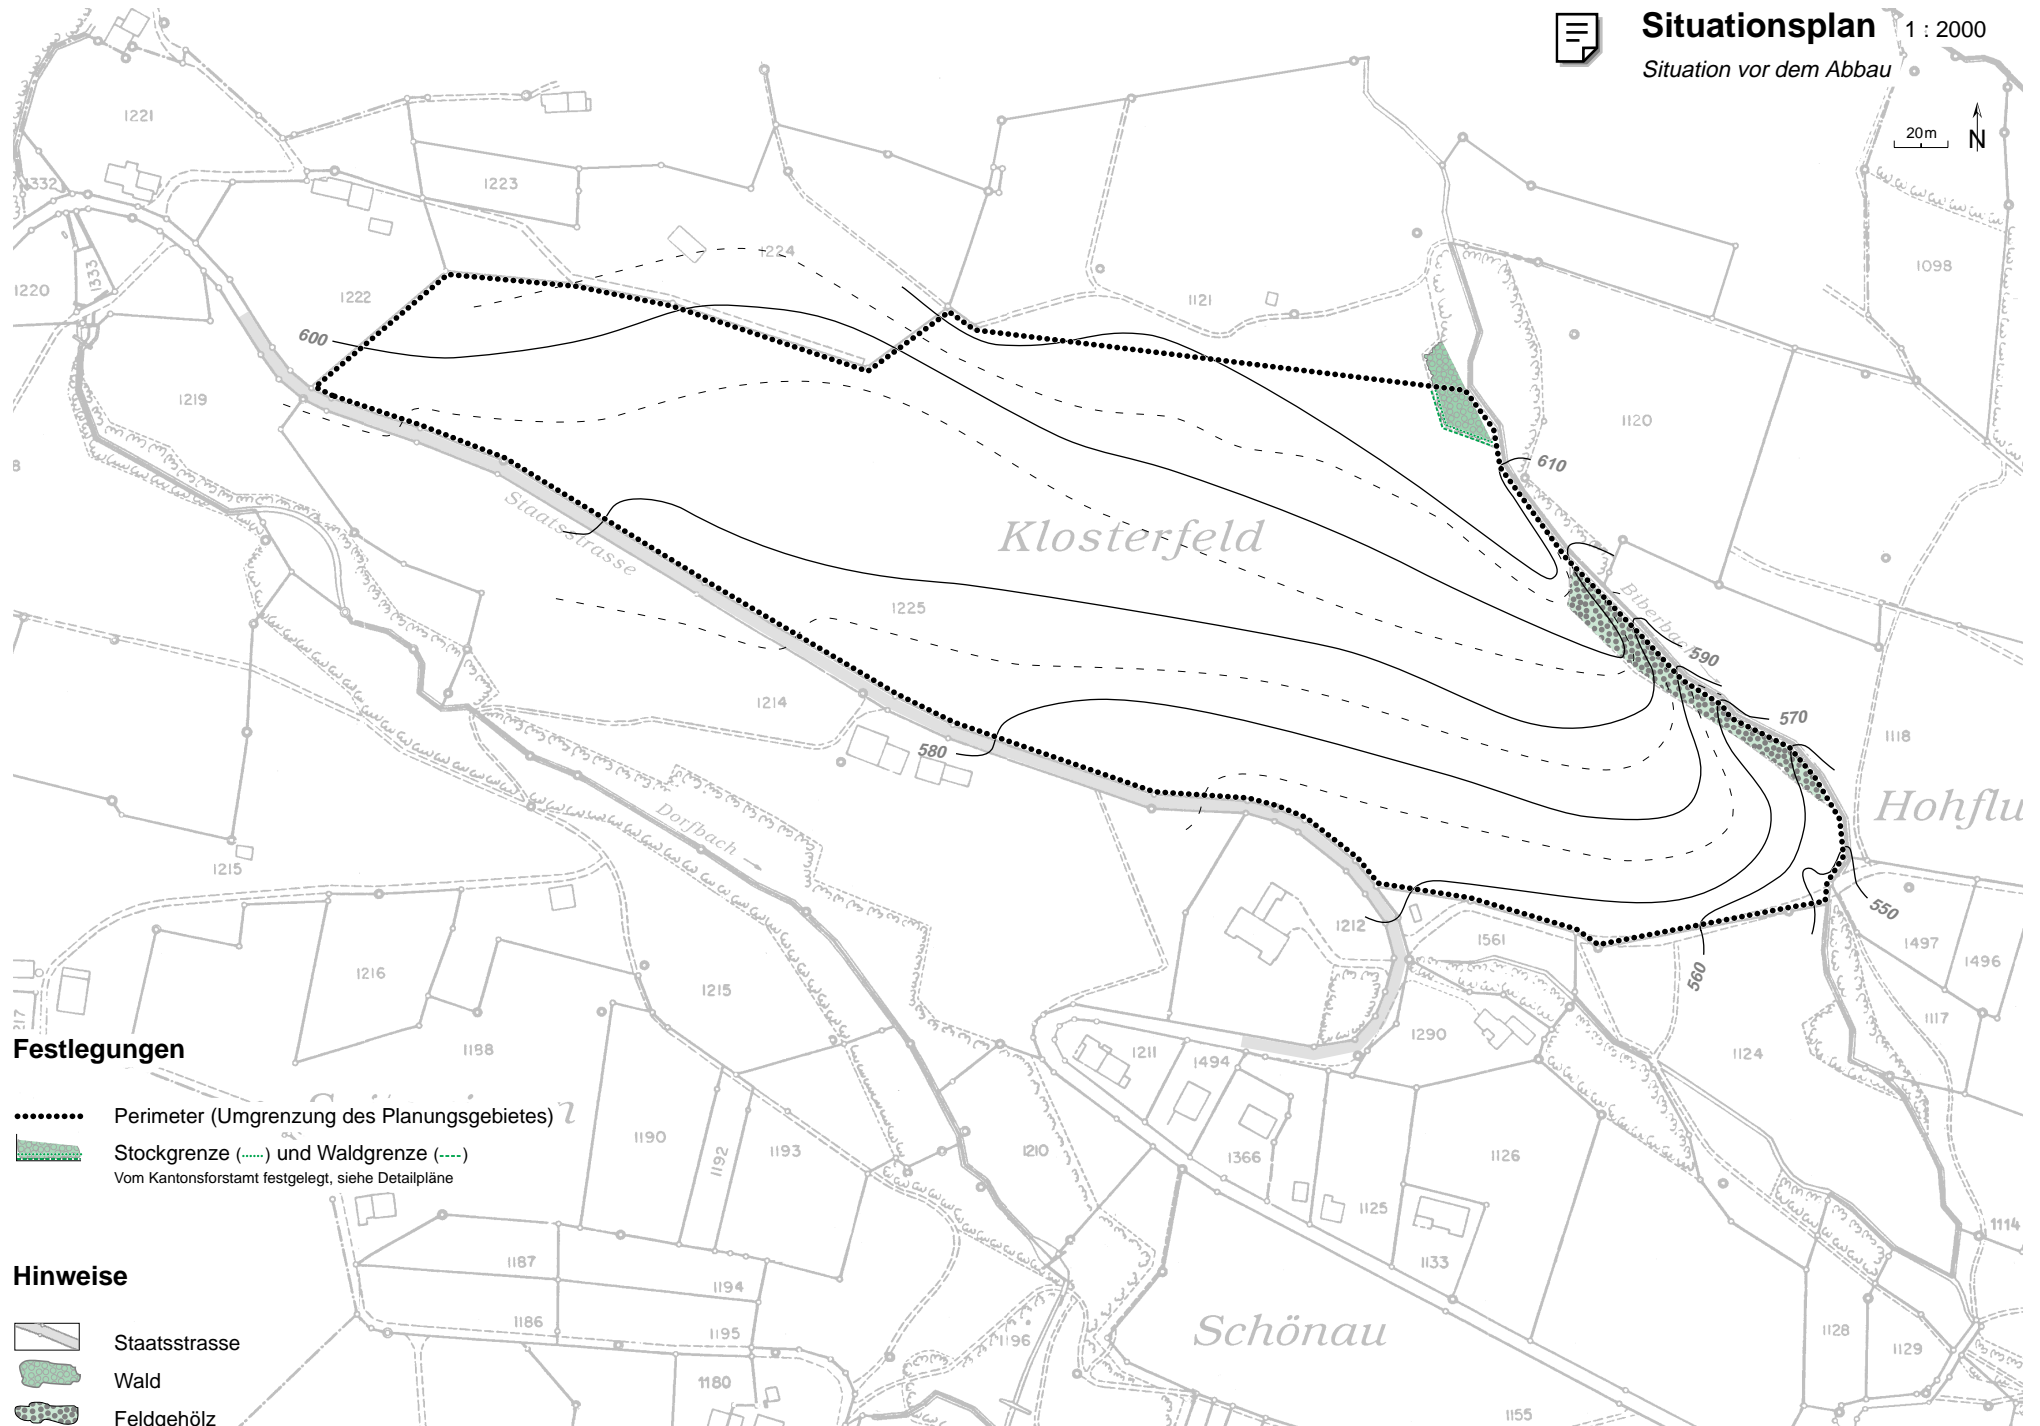 Situationsplan 1 : 2000
Situation vor dem Abbau
20m
N
1221
1332
1333
1220
1223
1222
1224
1121
1098
1219
1120
600
610
Staatsstrasse
Klosterfeld
1225
Biberba
590
570
1214
580
1118
Hohflu
Dorfbach
1215
1212
1561
550
560
1497
1496
1216
1215
1117
1290
1124
1188
1211
1494
1190
1192
1193
1210
1366
1126
1125
1133
1114
1187
1194
1186
1195
1196
1180
Schönau
1128
1129
1155
Festlegungen
Perimeter (Umgrenzung des Planungsgebietes)
Stockgrenze (......) und Waldgrenze (----)
Vom Kantonsforstamt festgelegt, siehe Detailpläne
Hinweise
Staatsstrasse
Wald
Feldgehölz